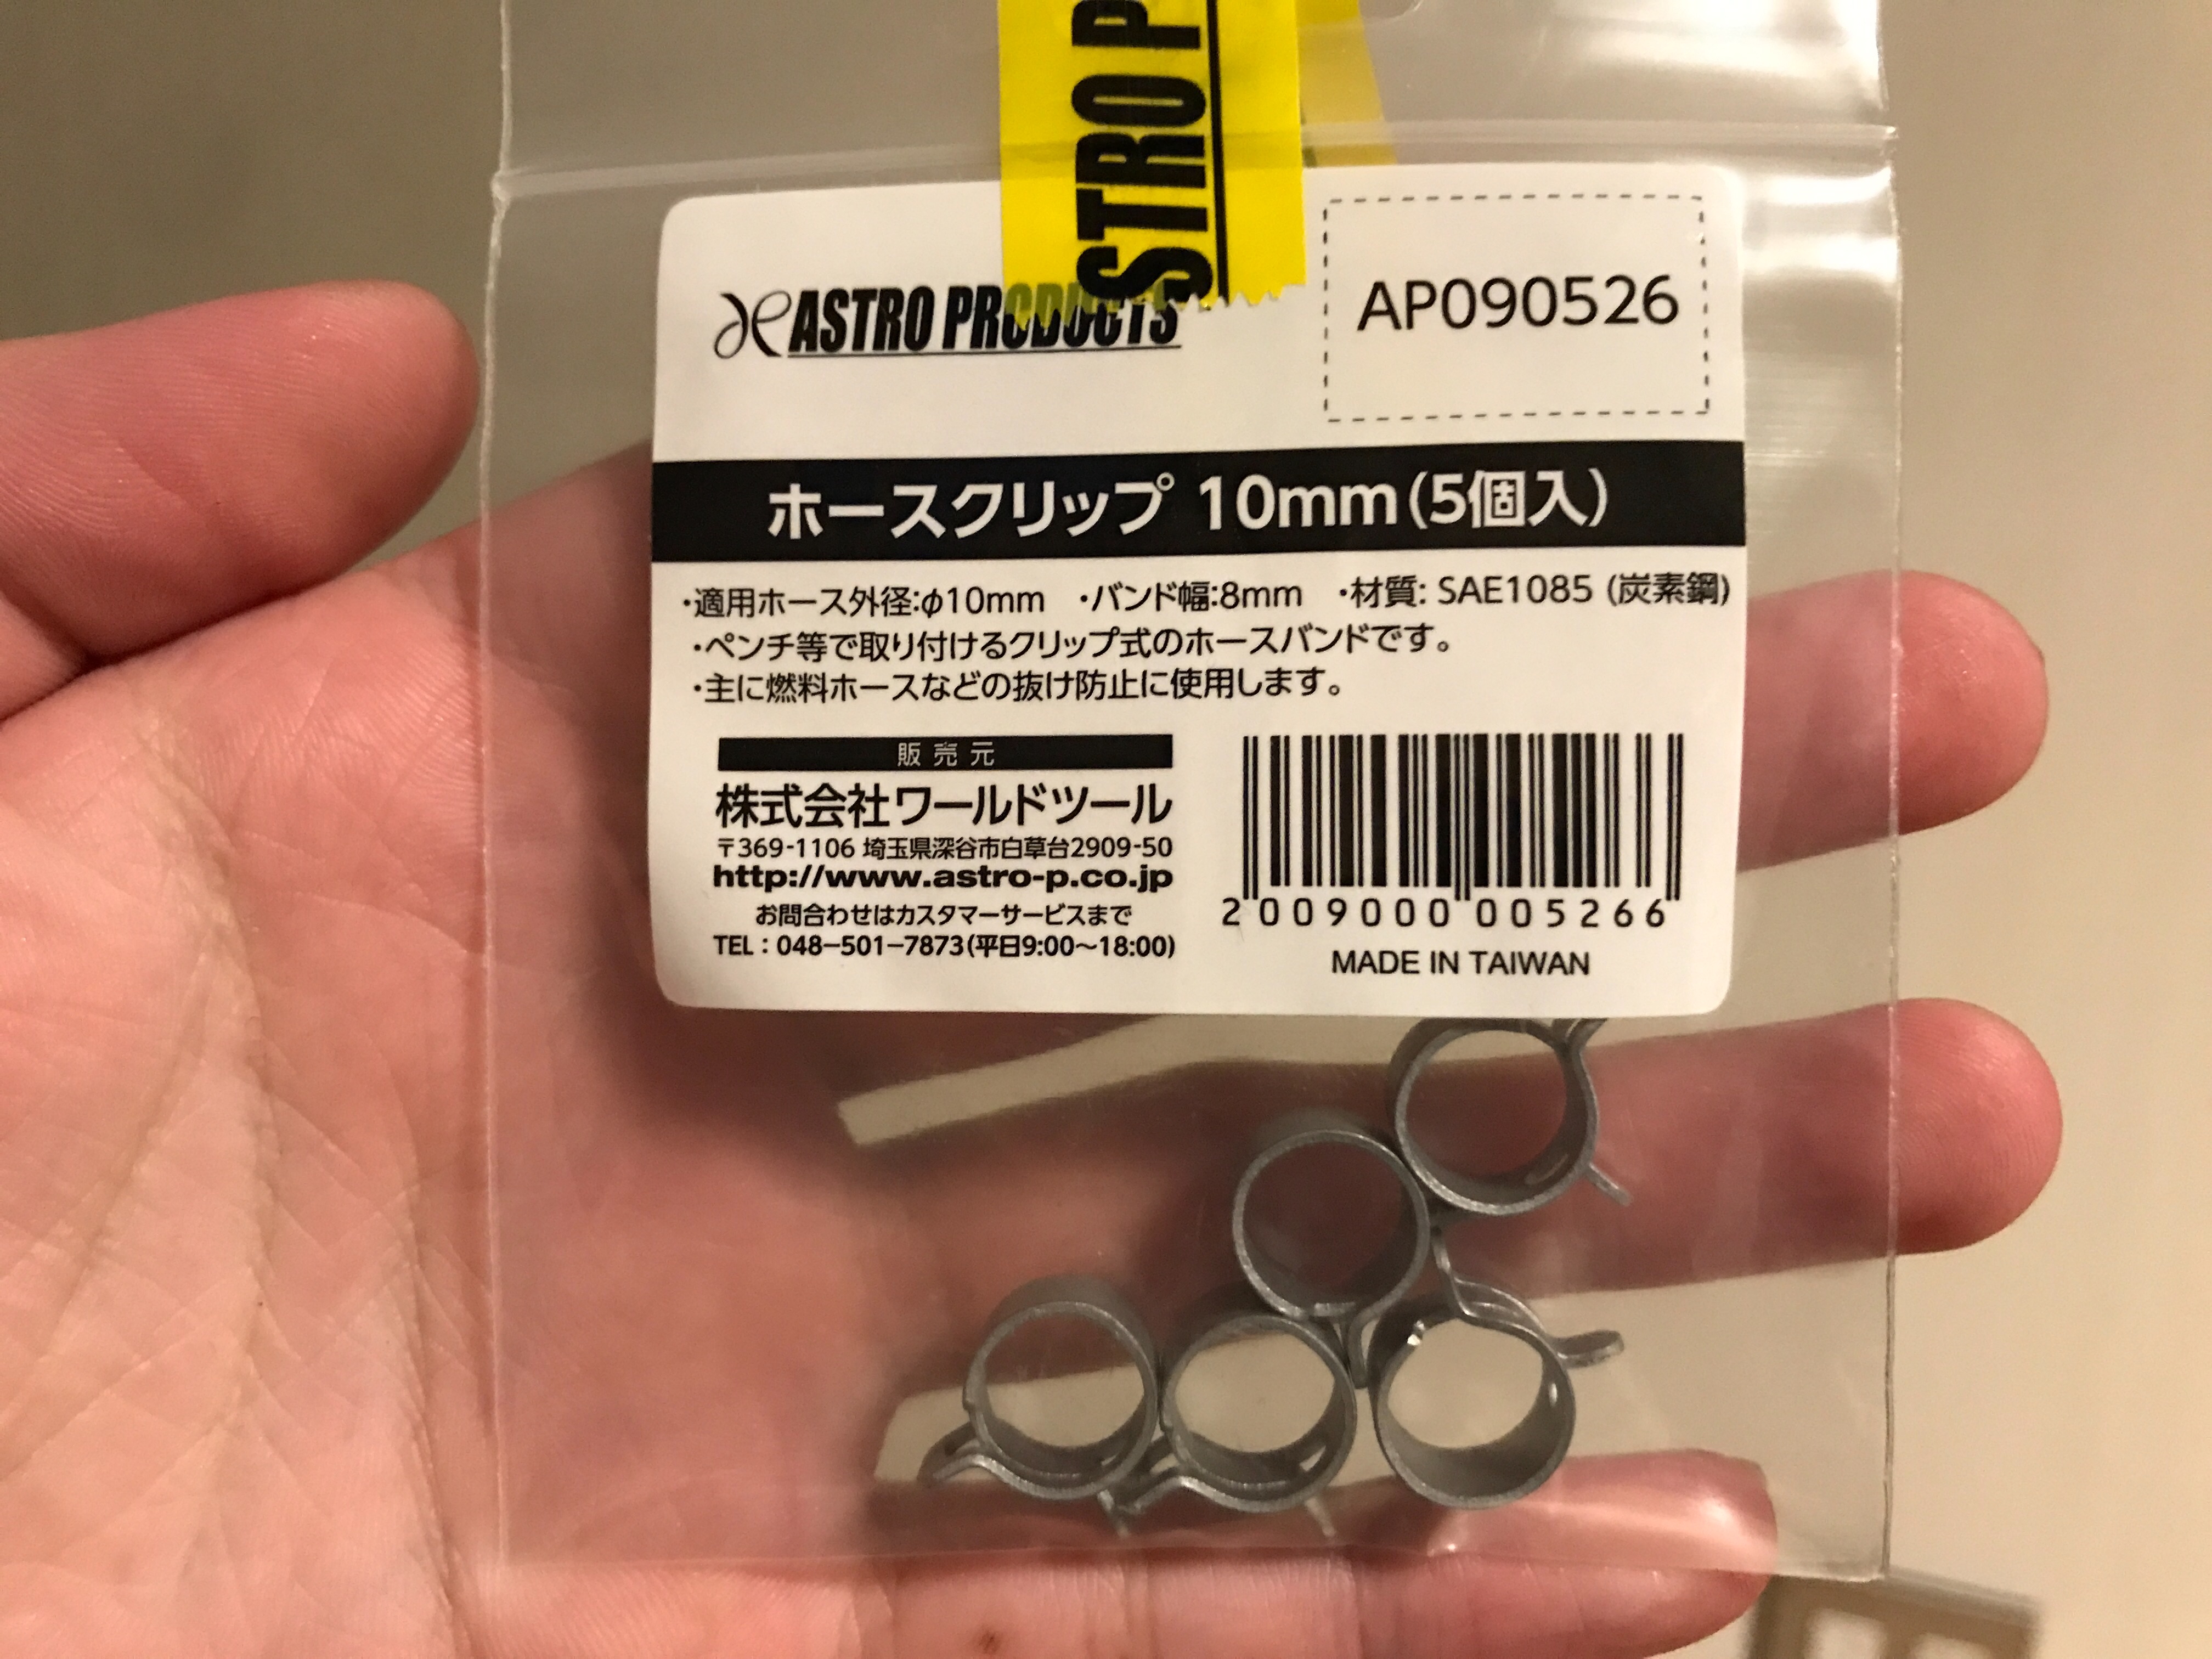 STRO P
ASTRO PRODUCTS
AP090526
ホースクリップ 10mm(5個入)
・適用ホース外径:φ10mm ・バンド幅:8mm ・材質: SAE1085 (炭素鋼)
・ペンチ等で取り付けるクリップ式のホースバンドです。
・主に燃料ホースなどの抜け防止に使用します。
販売元
株式会社ワールドツール
〒369-1106 埼玉県深谷市白草台2909-50
http://www.astro-p.co.jp
お問合わせはカスタマーサービスまで
TEL：048-501-7873(平日9:00～18:00)
2009000005266
MADE IN TAIWAN